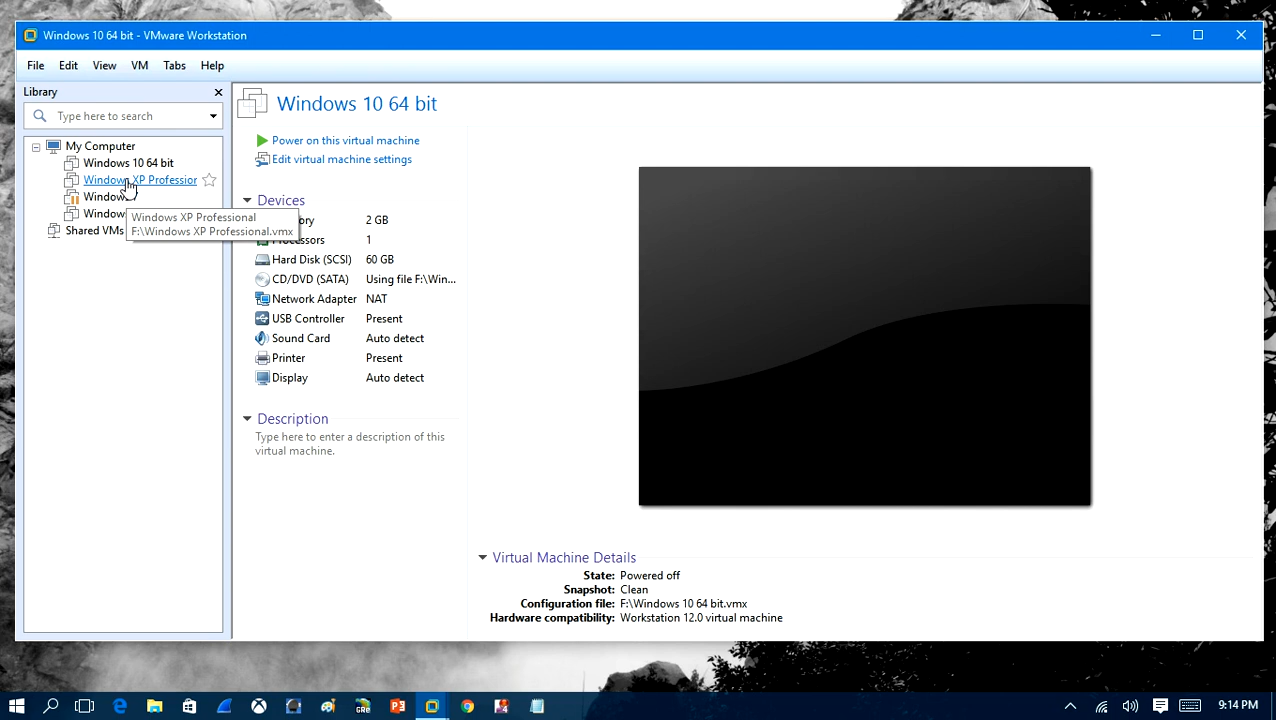 Windows 10 64 bit - VMware Workstation
File Edit View VM Tabs Help
Library
Type here to search
My Computer
Windows 10 64 bit
Windows XP Profession
Windows 7
Window
Shared VMs
Windows XP Professional
F:\Windows XP Professional.vmx
Windows 10 64 bit
Power on this virtual machine
Edit virtual machine settings
Devices
2 GB
Processors 1
Hard Disk (SCSI) 60 GB
CD/DVD (SATA) Using file F:\Win...
Network Adapter NAT
USB Controller Present
Sound Card Auto detect
Printer Present
Display Auto detect
Description
Type here to enter a description of this
virtual machine.
Virtual Machine Details
State: Powered off
Snapshot: Clean
Configuration file: F:\Windows 10 64 bit.vmx
Hardware compatibility: Workstation 12.0 virtual machine
9:14 PM